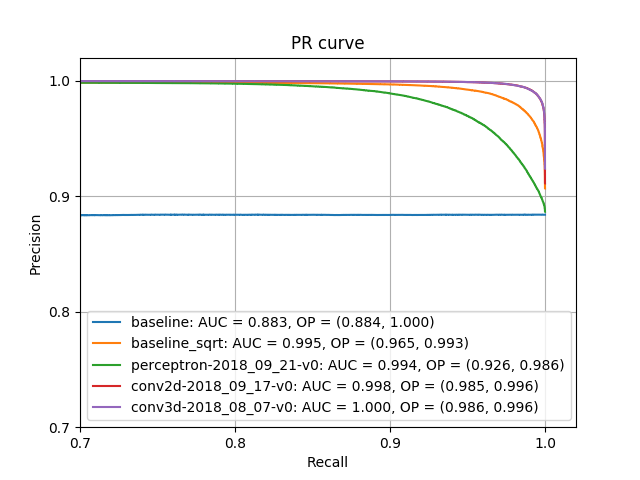 PR curve
1.0
0.9
0.8
0.7
Precision
baseline: AUC = 0.883, OP = (0.884, 1.000)
baseline_sqrt: AUC = 0.995, OP = (0.965, 0.993)
perceptron-2018_09_21-v0: AUC = 0.994, OP = (0.926, 0.986)
conv2d-2018_09_17-v0: AUC = 0.998, OP = (0.985, 0.996)
conv3d-2018_08_07-v0: AUC = 1.000, OP = (0.986, 0.996)
0.7 0.8 0.9 1.0
Recall